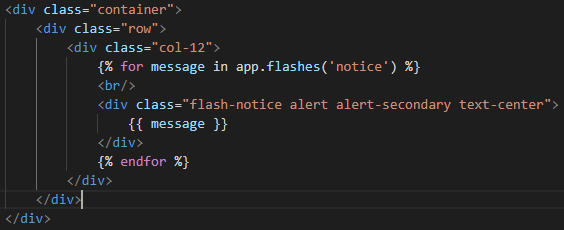 <div class="container">
<div class="row">
<div class="col-12">
{% for message in app.flashes('notice') %}
<br/>
<div class="flash-notice alert alert-secondary text-center">
{{ message }}
</div>
{% endfor %}
</div>
</div>
</div>